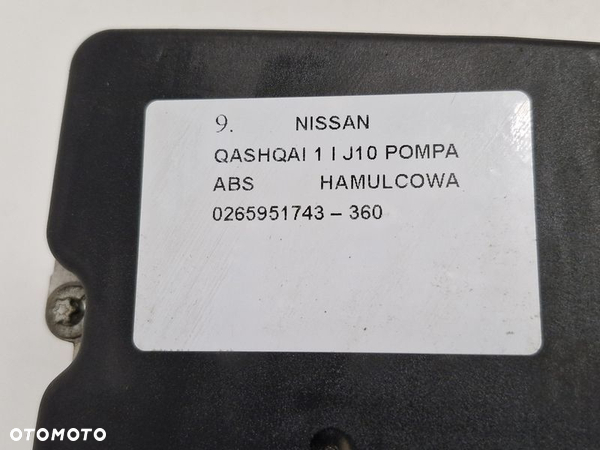 9. NISSAN
QASHQAI 1 I J10 POMPA
ABS HAMULCOWA
0265951743 – 360
OTOMOTO